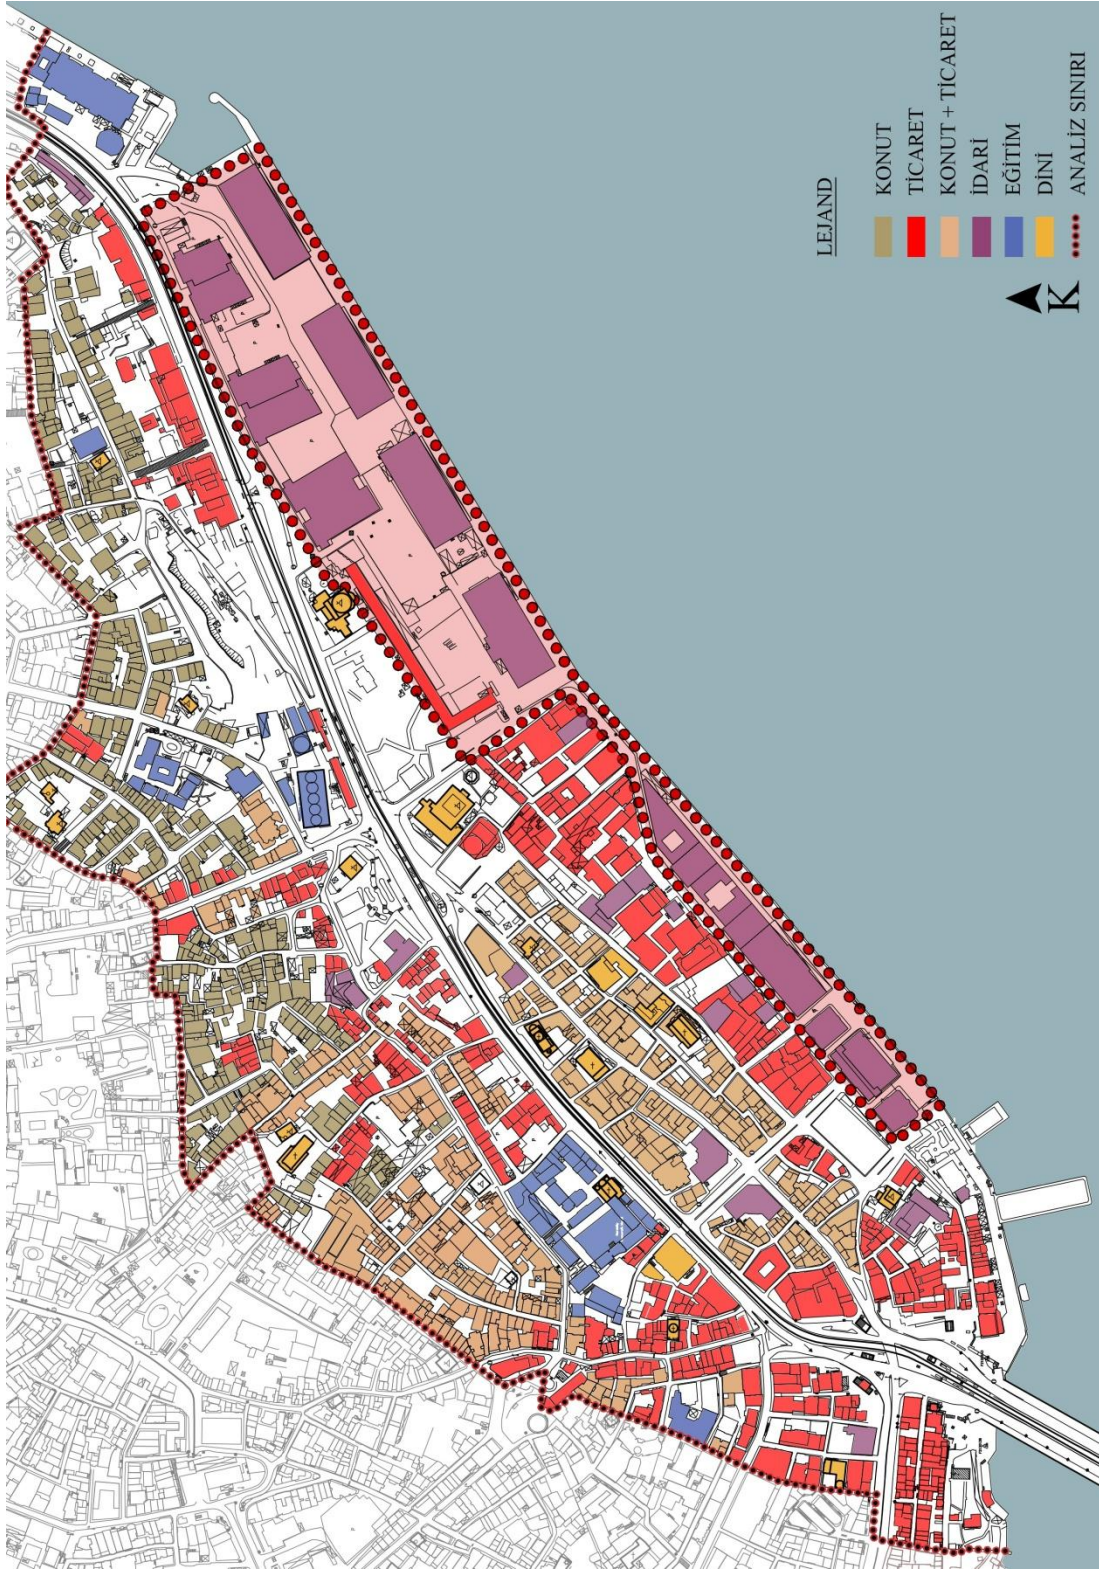 LEJAND
KONUT
TİCARET
KONUT + TİCARET
İDARİ
EĞİTİM
DİNİ
ANALİZ SINIRI
K